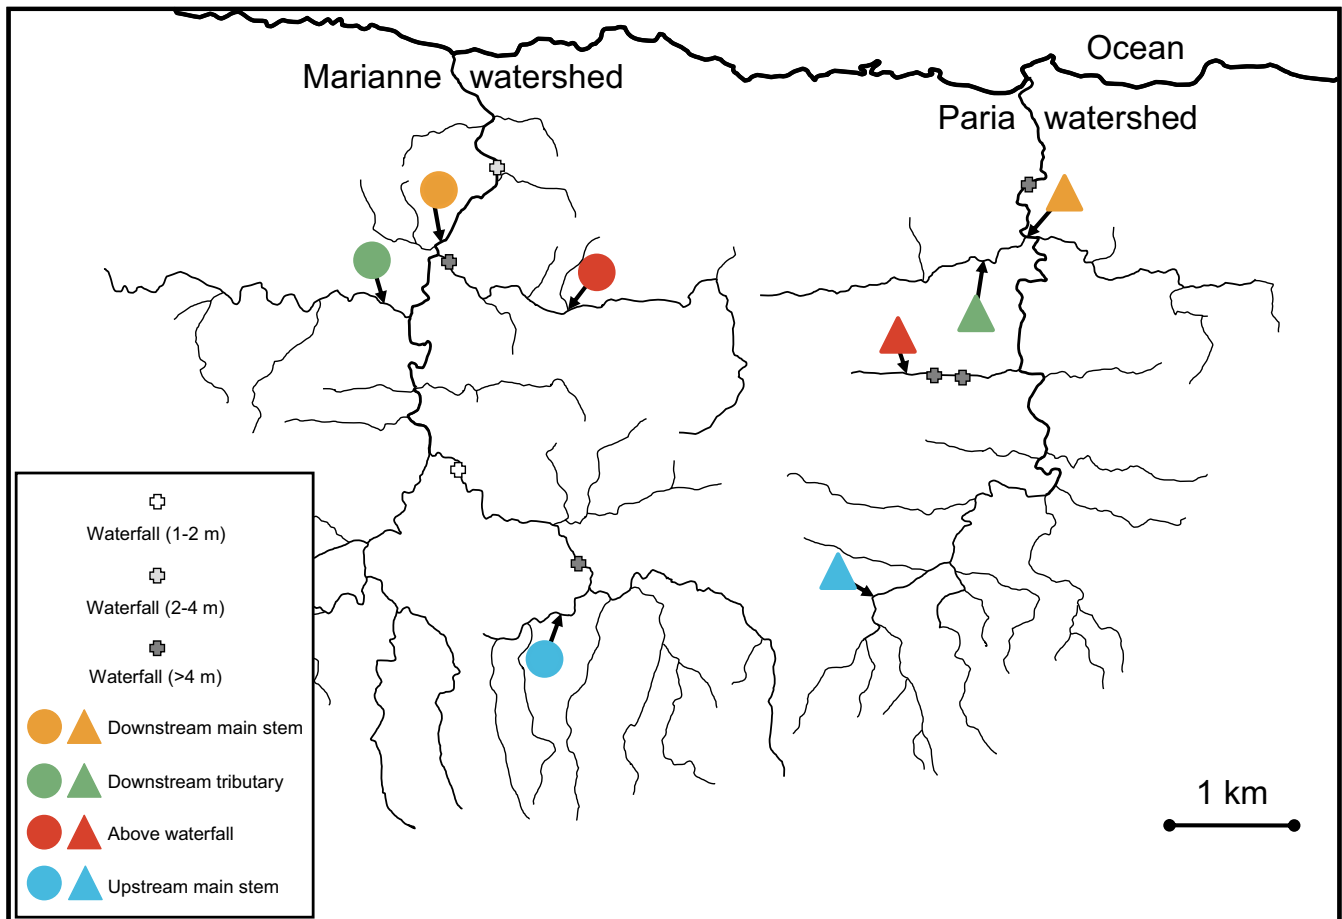 Ocean
Marianne watershed
Paria watershed
Waterfall (1-2 m)
Waterfall (2-4 m)
Waterfall (>4 m)
Downstream main stem
Downstream tributary
Above waterfall
Upstream main stem
1 km